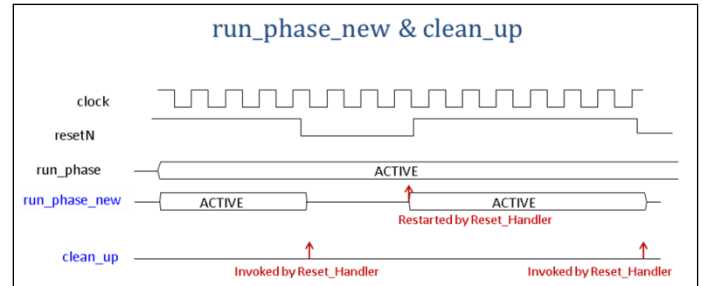 run_phase_new & clean_up
clock
resetN
run_phase
ACTIVE
run_phase_new
ACTIVE
ACTIVE
Restarted by Reset_Handler
clean_up
Invoked by Reset_Handler
Invoked by Reset_Handler